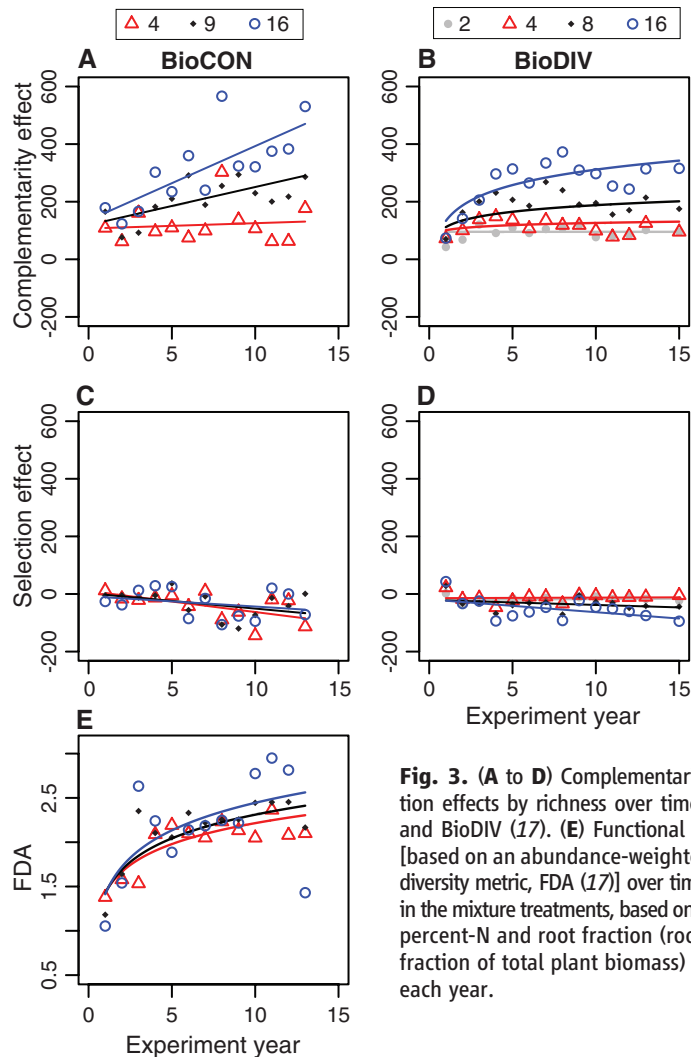 4 9 16
2 4 8 16
A BioCON
B BioDIV
Complementarity effect
-200 0 200 400 600
0 5 10 15
-200 0 200 400 600
0 5 10 15
C
D
Selection effect
-200 0 200 400 600
0 5 10 15
-200 0 200 400 600
0 5 10 15
Experiment year
E
FDA
0.5 1.5 2.5
0 5 10 15
Experiment year
Fig. 3. (A to D) Complementary
tion effects by richness over time
and BioDIV (17). (E) Functional
[based on an abundance-weighte
diversity metric, FDA (17)] over tim
in the mixture treatments, based on
percent-N and root fraction (roo
fraction of total plant biomass)
each year.